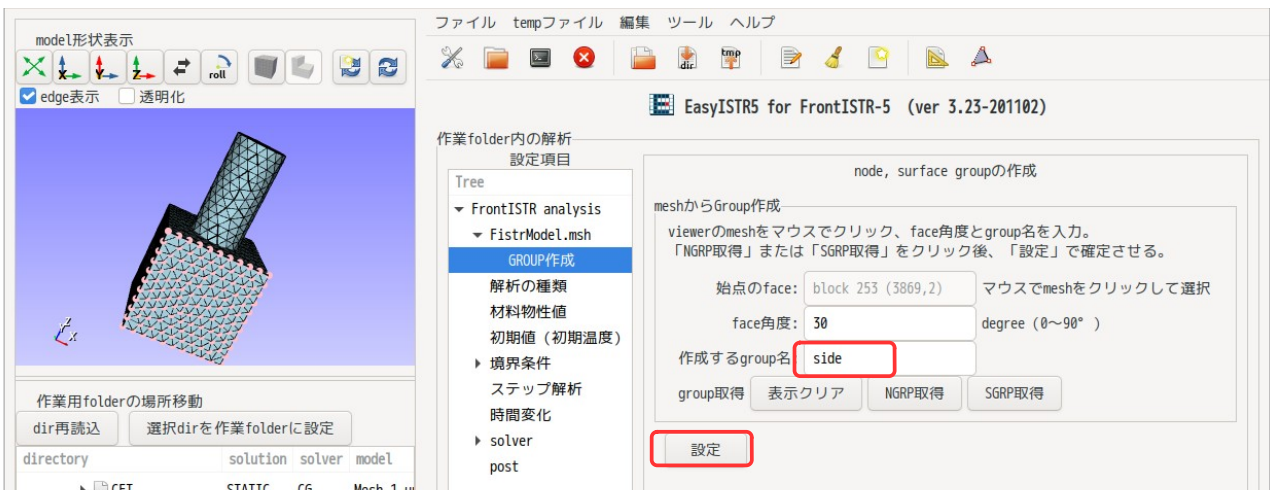 model形状表示
X Y Z roll
edge表示 透明化
Z
X
作業用folderの場所移動
dir再読込 選択dirを作業folderに設定
directory solution solver model
CFI STATIC CG Mesh_1_u
ファイル tempファイル 編集 ツール ヘルプ
dir tmp
EasyISTR5 for FrontISTR-5 (ver 3.23-201102)
作業folder内の解析
設定項目
Tree
FrontISTR analysis
FistrModel.msh
GROUP作成
解析の種類
材料物性値
初期値（初期温度）
境界条件
ステップ解析
時間変化
solver
post
node, surface groupの作成
meshからGroup作成
viewerのmeshをマウスでクリック、face角度とgroup名を入力。
「NGRP取得」または「SGRP取得」をクリック後、「設定」で確定させる。
始点のface: block 253 (3869,2) マウスでmeshをクリックして選択
face角度: 30 degree (0～90° )
作成するgroup名 side
group取得 表示クリア NGRP取得 SGRP取得
設定